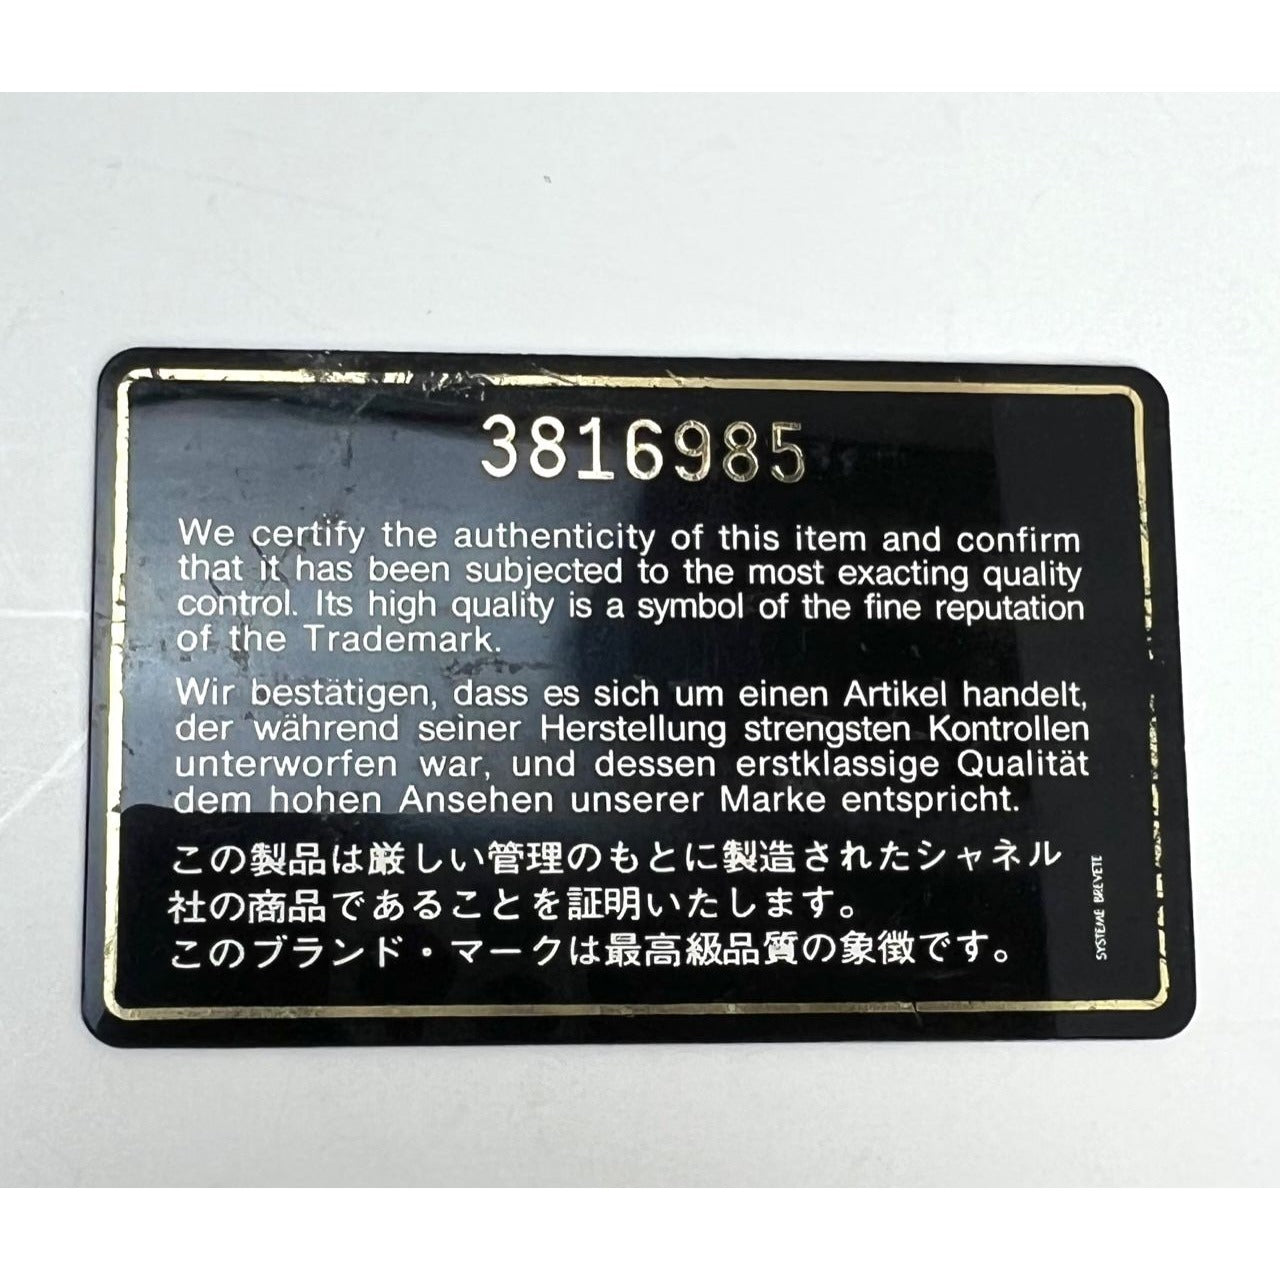 3816985
We certify the authenticity of this item and confirm
that it has been subjected to the most exacting quality
control. Its high quality is a symbol of the fine reputation
of the Trademark.
Wir bestätigen, dass es sich um einen Artikel handelt,
der während seiner Herstellung strengsten Kontrollen
unterworfen war, und dessen erstklassige Qualität
dem hohen Ansehen unserer Marke entspricht.
この製品は厳しい管理のもとに製造されたシャネル
社の商品であることを証明いたします。
このブランド・マークは最高級品質の象徴です。
SYSTEME BREVETE